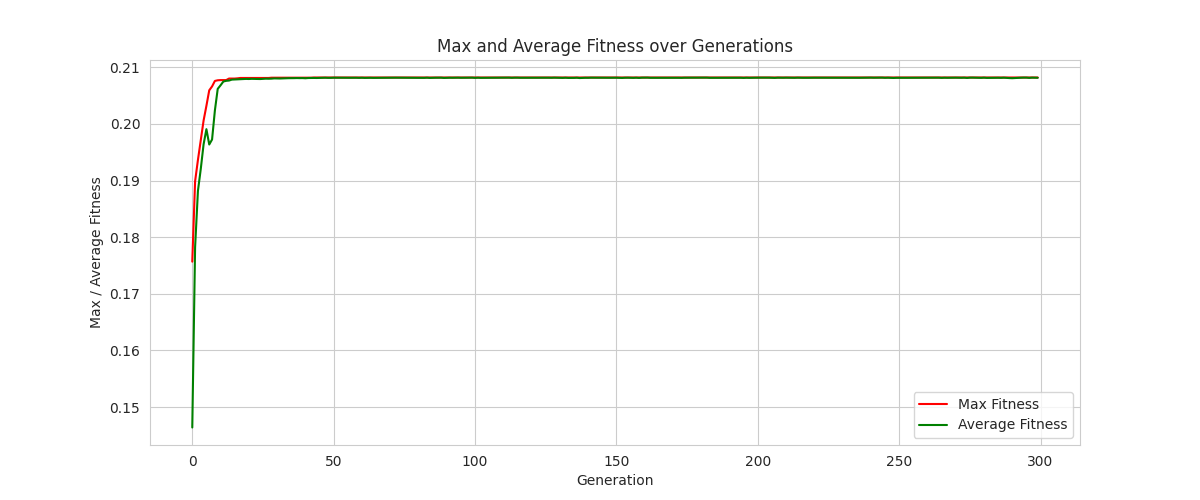 Max and Average Fitness over Generations
Max / Average Fitness
0.21
0.20
0.19
0.18
0.17
0.16
0.15
0
50
100
150
200
250
300
Generation
Max Fitness
Average Fitness